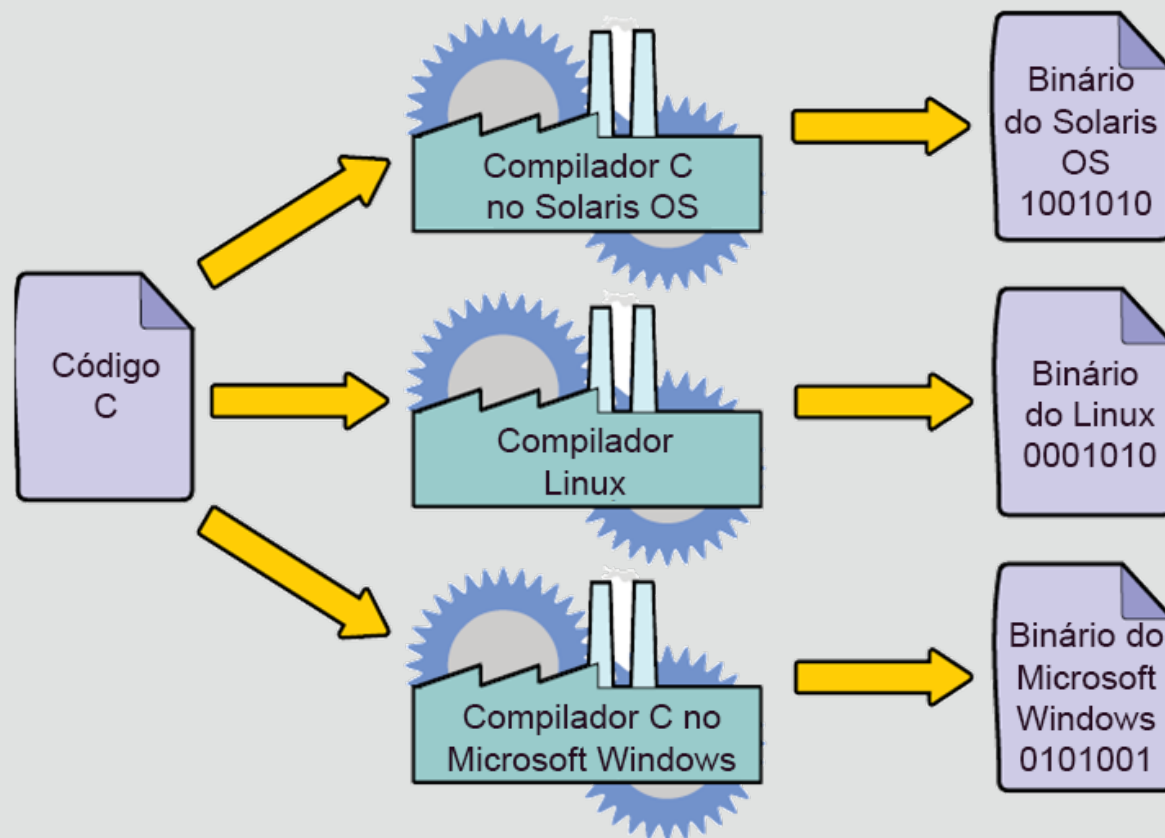 Código
C
Compilador C
no Solaris OS
Binário
do Solaris
OS
1001010
Compilador
Linux
Binário
do Linux
0001010
Compilador C no
Microsoft Windows
Binário do
Microsoft
Windows
0101001